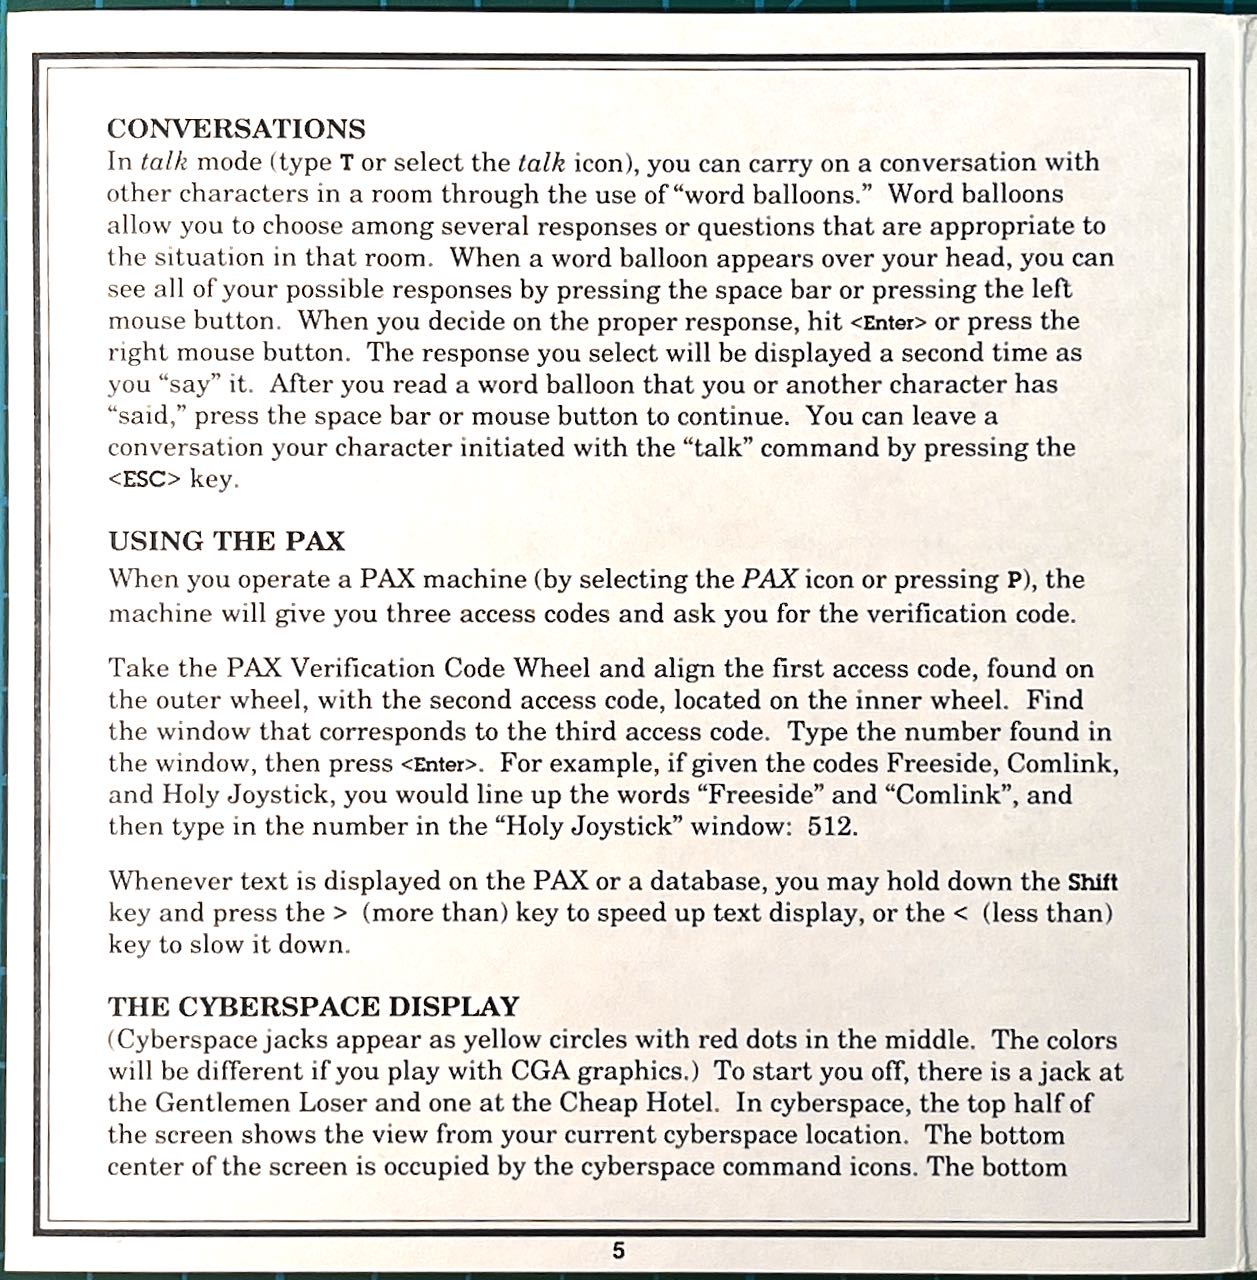 CONVERSATIONS
In talk mode (type T or select the talk icon), you can carry on a conversation with
other characters in a room through the use of "word balloons." Word balloons
allow you to choose among several responses or questions that are appropriate to
the situation in that room. When a word balloon appears over your head, you can
see all of your possible responses by pressing the space bar or pressing the left
mouse button. When you decide on the proper response, hit <Enter> or press the
right mouse button. The response you select will be displayed a second time as
you "say" it. After you read a word balloon that you or another character has
"said," press the space bar or mouse button to continue. You can leave a
conversation your character initiated with the "talk" command by pressing the
<ESC> key.
USING THE PAX
When you operate a PAX machine (by selecting the PAX icon or pressing P), the
machine will give you three access codes and ask you for the verification code.
Take the PAX Verification Code Wheel and align the first access code, found on
the outer wheel, with the second access code, located on the inner wheel. Find
the window that corresponds to the third access code. Type the number found in
the window, then press <Enter>. For example, if given the codes Freeside, Comlink,
and Holy Joystick, you would line up the words "Freeside" and "Comlink", and
then type in the number in the "Holy Joystick" window: 512.
Whenever text is displayed on the PAX or a database, you may hold down the Shift
key and press the > (more than) key to speed up text display, or the < (less than)
key to slow it down.
THE CYBERSPACE DISPLAY
(Cyberspace jacks appear as yellow circles with red dots in the middle. The colors
will be different if you play with CGA graphics.) To start you off, there is a jack at
the Gentlemen Loser and one at the Cheap Hotel. In cyberspace, the top half of
the screen shows the view from your current cyberspace location. The bottom
center of the screen is occupied by the cyberspace command icons. The bottom
5